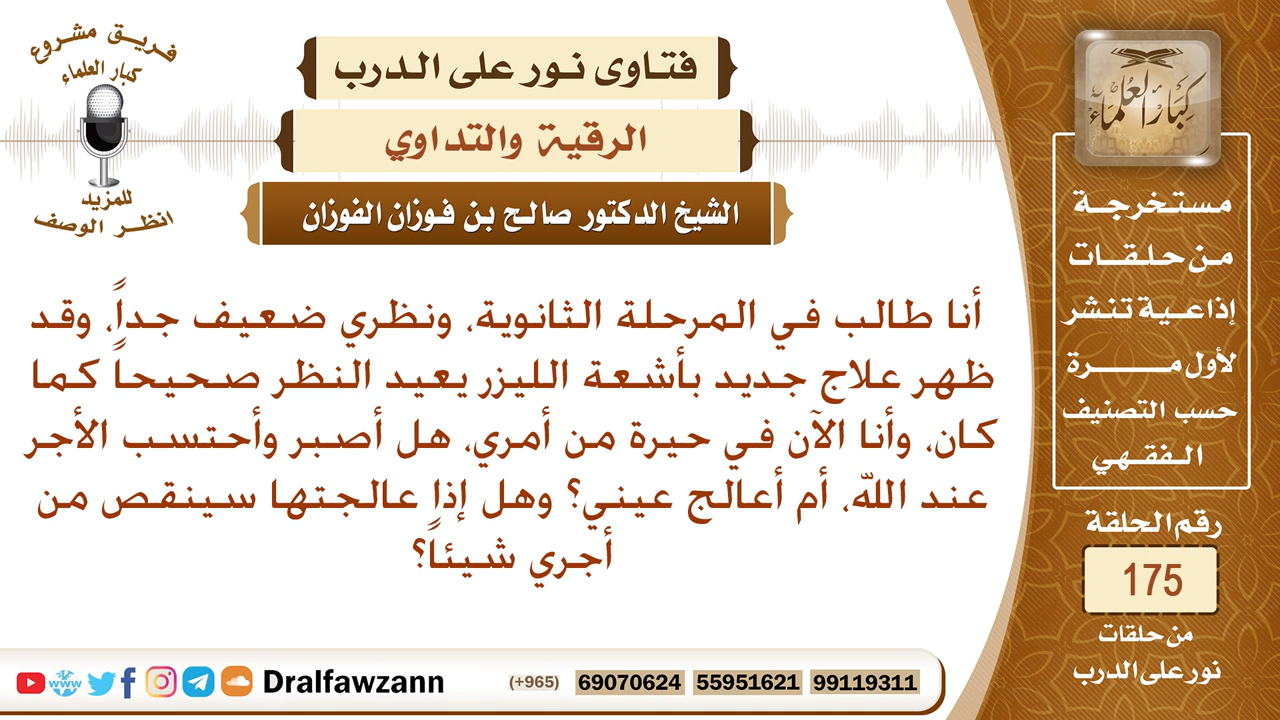 فريق مشروع
كبار العلماء
للمزيد
انظر الوصف
فتاوى نور على الدرب
الرقية والتداوي
الشيخ الدكتور صالح بن فوزان الفوزان
أنا طالب في المرحلة الثانوية، ونظري ضعيف جداً، وقد
ظهر علاج جديد بأشعة الليزر يعيد النظر صحيحاً كما
كان، وأنا الآن في حيرة من أمري، هل أصبر وأحتسب الأجر
عند الله، أم أعالج عيني؟ وهل إذا عالجتها سينقص من
أجري شيئاً؟
كبار العلماء
مستخرجة
من حلقات
إذاعية تنشر
لأول مرة
حسب التصنيف
الفقهي
رقم الحلقة
175
من حلقات
نور على الدرب
www
Dralfawzann
(+965) 69070624 55951621 99119311